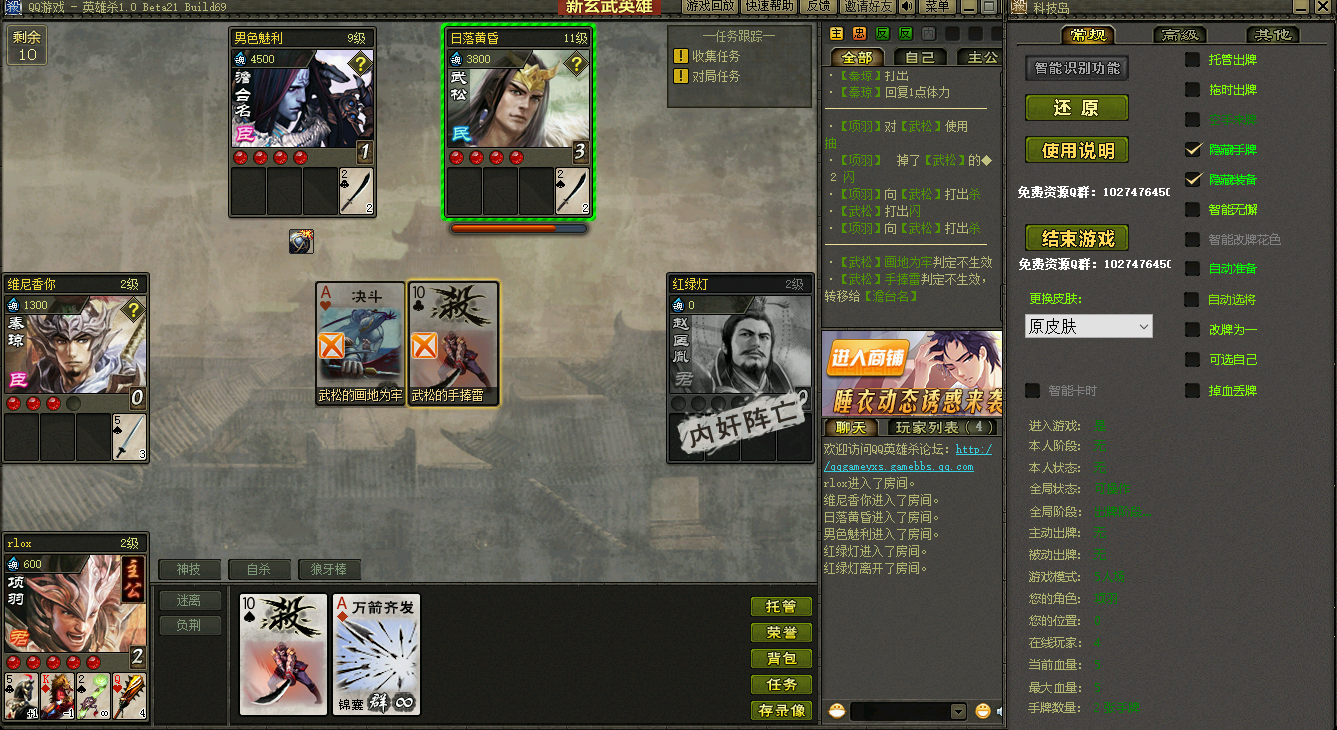 QQ游戏 - 英雄杀1.0 Beta21 Build69
新玄武英雄
游戏回放 快速帮助 反馈 邀请好友 菜单
剩余
10
男色魅利 9级
4500
澹台名
臣
1
2
2
日落黄昏 11级
3800
武松
民
3
2
2
—任务跟踪—
收集任务
对局任务
维尼香你 2级
1300
秦琼
臣
0
5
3
A
决斗
武松的画地为牢
10
殺
武松的手捧雷
红绿灯 2级
0
赵匡胤
内奸阵亡
rlox 2级
600
项羽
主公
君
2
5
+1
K
-1
2
∞
Q
4
神技 自杀 狼牙棒
迷离
负荆
10
殺
A
万箭齐发
锦囊 群 ∞
托管
荣誉
背包
任务
存录像
主 忠 反 反 内
全部 自己 主公
·【秦琼】打出
·【秦琼】回复1点体力
·【项羽】对【武松】使用
抽
·【项羽】 掉了【武松】的◆
2 闪
·【项羽】向【武松】打出杀
·【武松】打出闪
·【项羽】向【武松】打出杀
·【武松】画地为牢判定不生效
·【武松】手捧雷判定不生效，
转移给【澹台名】
进入商铺
睡衣动态诱惑来袭
聊天 玩家列表（4）
欢迎访问QQ英雄杀论坛：http:/
/qqgameyxs.gamebbs.qq.com
rlox进入了房间。
维尼香你进入了房间。
日落黄昏进入了房间。
男色魅利进入了房间。
红绿灯进入了房间。
红绿灯离开了房间。
科技岛
常规 高级 其他
智能识别功能
还原
使用说明
免费资源Q群：1027476450
结束游戏
免费资源Q群：1027476450
更换皮肤：
原皮肤
智能卡时
托管出牌
拖时出牌
隐藏手牌
隐藏装备
智能无懈
智能改牌花色
自动准备
自动选将
改牌为一
可选自己
掉血丢牌
进入游戏：
本人阶段：
本人状态：
全局状态：
全局阶段：
主动出牌：
被动出牌：
游戏模式：
您的角色：
您的位置：
在线玩家：
当前血量：
最大血量：
手牌数量：